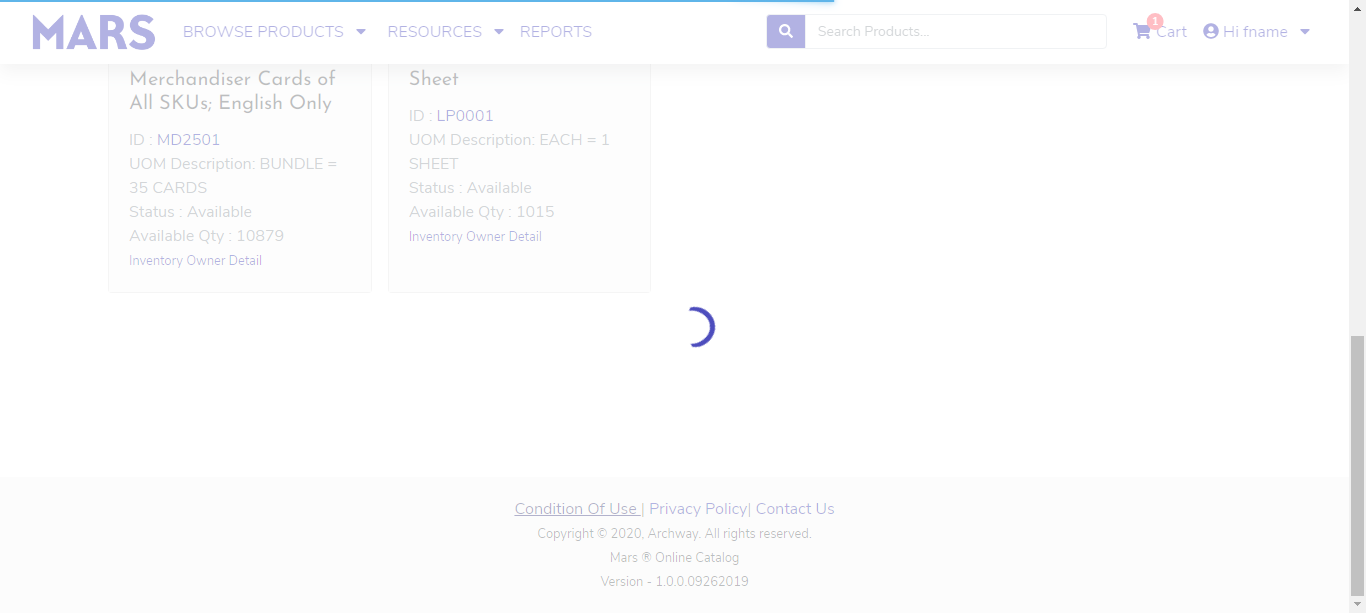 MARS BROWSE PRODUCTS RESOURCES REPORTS Search Products... 1 Cart Hi fname
Merchandiser Cards of
All SKUs; English Only
ID : MD2501
UOM Description: BUNDLE =
35 CARDS
Status : Available
Available Qty : 10879
Inventory Owner Detail
Sheet
ID : LP0001
UOM Description: EACH = 1
SHEET
Status : Available
Available Qty : 1015
Inventory Owner Detail
Condition Of Use | Privacy Policy| Contact Us
Copyright © 2020, Archway. All rights reserved.
Mars ® Online Catalog
Version - 1.0.0.09262019